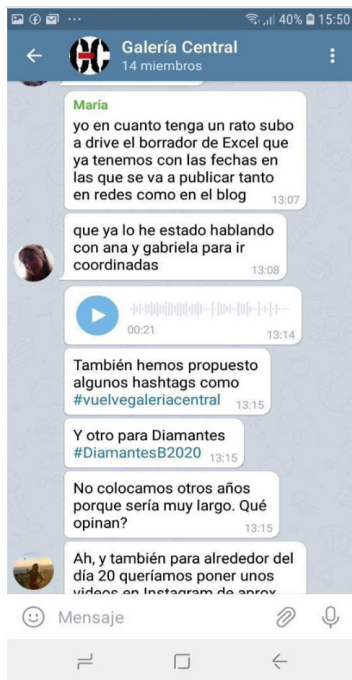 40% 15:50
Galería Central
14 miembros
María
yo en cuanto tenga un rato subo
a drive el borrador de Excel que
ya tenemos con las fechas en
las que se va a publicar tanto
en redes como en el blog 13:07
que ya lo he estado hablando
con ana y gabriela para ir
coordinadas 13:08
00:21 13:14
También hemos propuesto
algunos hashtags como
#vuelvegaleriacentral 13:15
Y otro para Diamantes
#DiamantesB2020 13:15
No colocamos otros años
porque sería muy largo. Qué
opinan? 13:15
Ah, y también para alrededor del
día 20 queríamos poner unos
videos en Instagram de aprox
Mensaje